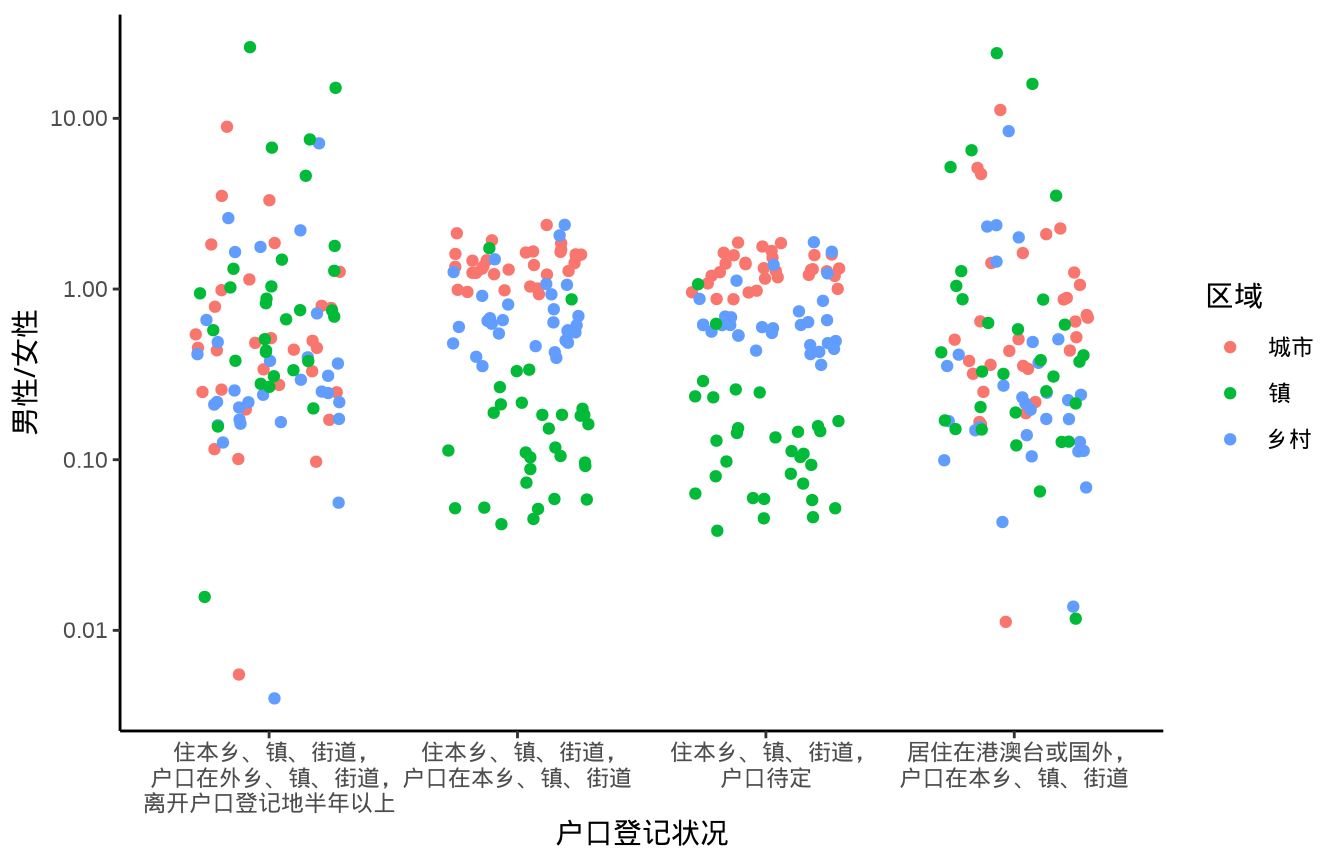 男性/女性
10.00
1.00
0.10
0.01
住本乡、镇、街道，
户口在外乡、镇、街道，
离开户口登记地半年以上
住本乡、镇、街道，
户口在本乡、镇、街道
住本乡、镇、街道，
户口待定
居住在港澳台或国外，
户口在本乡、镇、街道
户口登记状况
区域
城市
镇
乡村